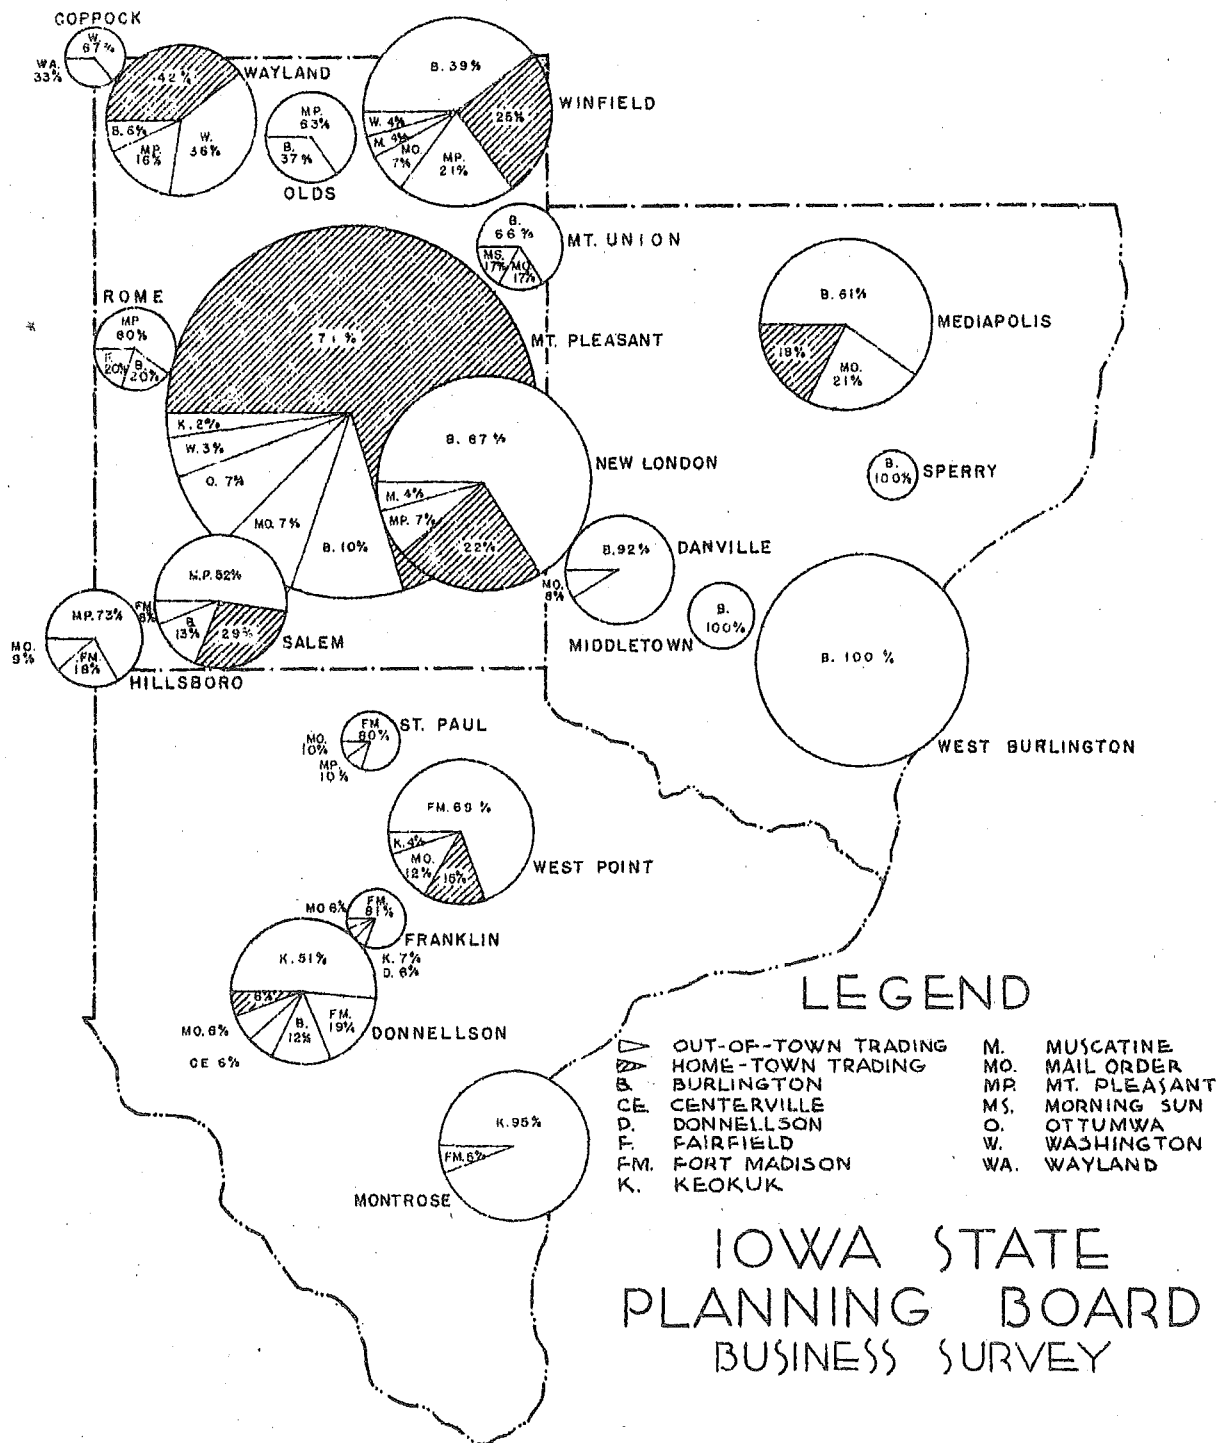 COPPOCK
W.
67%
WA.
33%
WAYLAND
42%
B. 6%
MP.
16%
W.
36%
MP.
63%
B.
37%
OLDS
WINFIELD
B. 39%
25%
W. 4%
M. 4%
MO.
7%
MP.
21%
B.
66%
MS.
17%
MO.
17%
MT. UNION
ROME
MP.
60%
F.
20%
B.
20%
71%
MT. PLEASANT
K. 2%
W. 3%
O. 7%
MO. 7%
B. 10%
B. 67%
NEW LONDON
M. 4%
MP. 7%
22%
B. 61%
MEDIAPOLIS
18%
MO.
21%
B.
100%
SPERRY
B. 92%
DANVILLE
MO.
8%
B.
100%
MIDDLETOWN
B. 100 %
WEST BURLINGTON
M.P. 52%
FM.
6%
B.
13%
29%
SALEM
MP. 73%
MO.
9%
FM.
18%
HILLSBORO
FM.
80%
ST. PAUL
MO.
10%
MP.
10%
FM. 69 %
K. 4%
MO.
12%
15%
WEST POINT
MO 6%
FM.
81%
FRANKLIN
K. 7%
D. 6%
K. 51%
6%
FM.
19%
B.
12%
MO. 6%
CE 6%
DONNELLSON
K. 95%
FM. 5%
MONTROSE
LEGEND
OUT-OF-TOWN TRADING
HOME-TOWN TRADING
B. BURLINGTON
CE. CENTERVILLE
D. DONNELLSON
F. FAIRFIELD
FM. FORT MADISON
K. KEOKUK
M. MUSCATINE
MO. MAIL ORDER
MP. MT. PLEASANT
MS. MORNING SUN
O. OTTUMWA
W. WASHINGTON
WA. WAYLAND
IOWA STATE
PLANNING BOARD
BUSINESS SURVEY